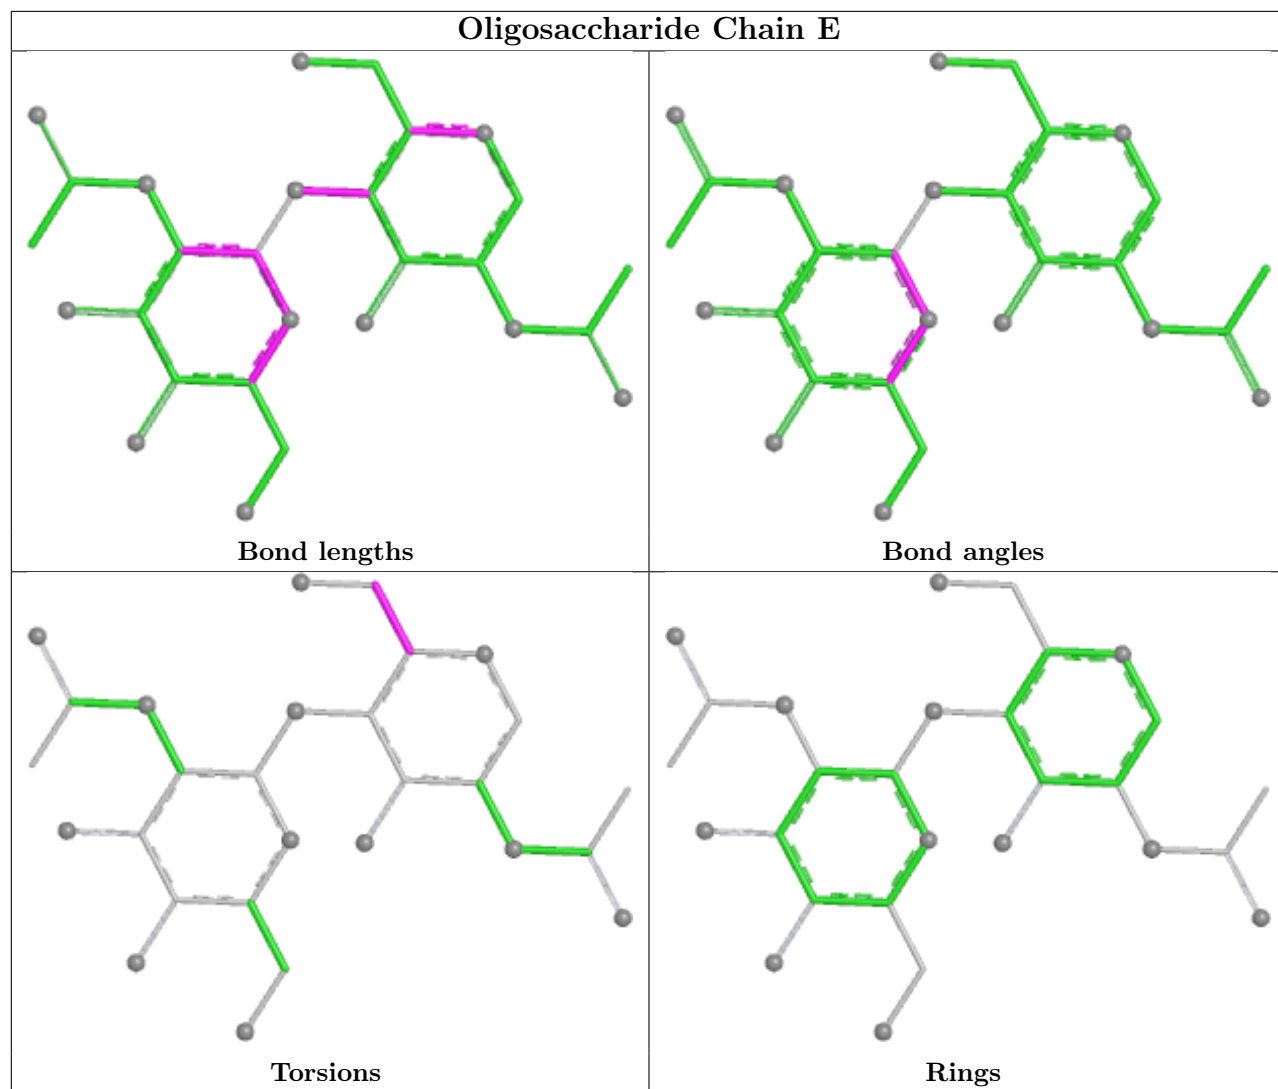 Oligosaccharide Chain E
Bond lengths
Bond angles
Torsions
Rings